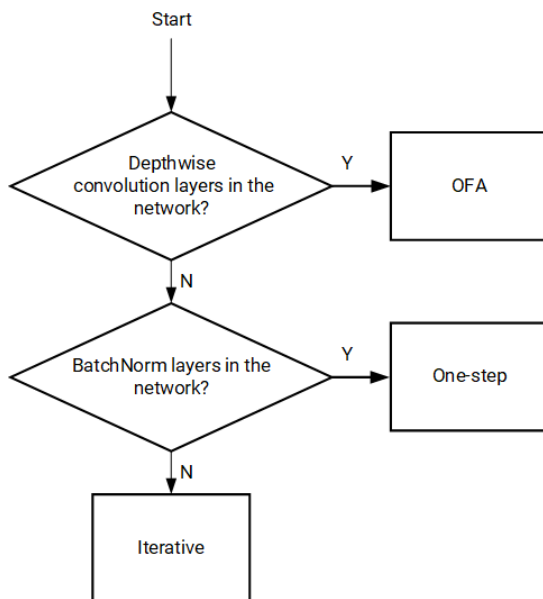 Start
Depthwise
convolution layers in the
network?
Y
OFA
N
BatchNorm layers in the
network?
Y
One-step
N
Iterative